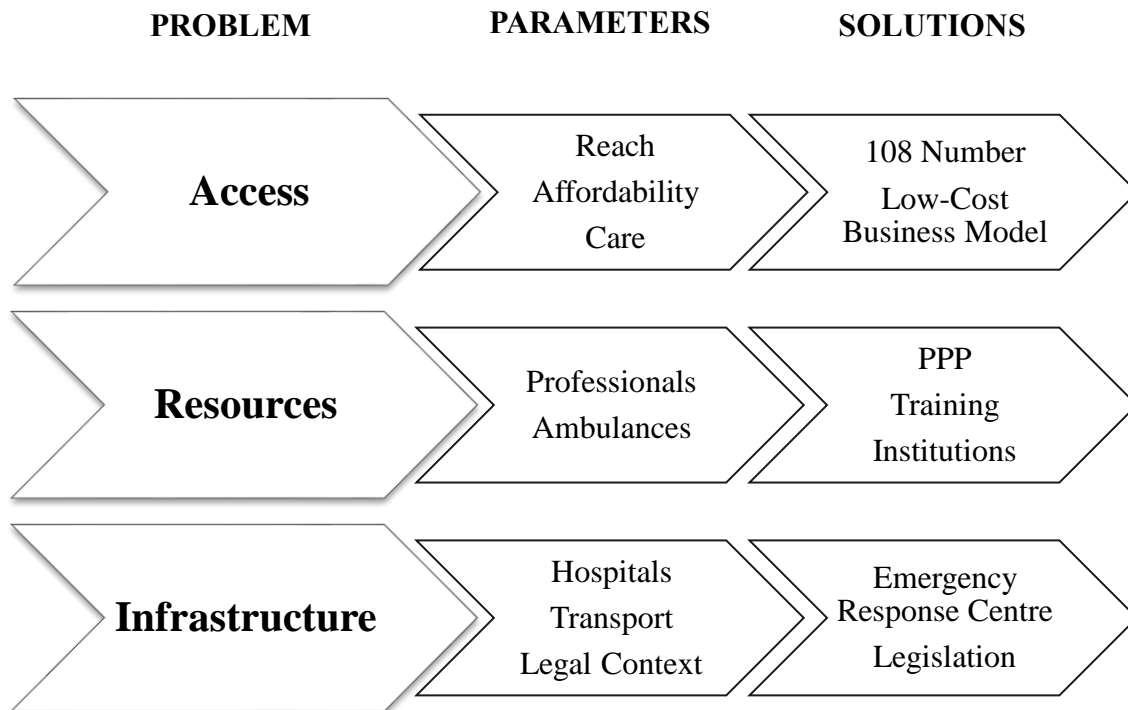 PROBLEM PARAMETERS SOLUTIONS
Access
Reach
Affordability
Care
108 Number
Low-Cost
Business Model
Resources
Professionals
Ambulances
PPP
Training
Institutions
Infrastructure
Hospitals
Transport
Legal Context
Emergency
Response Centre
Legislation